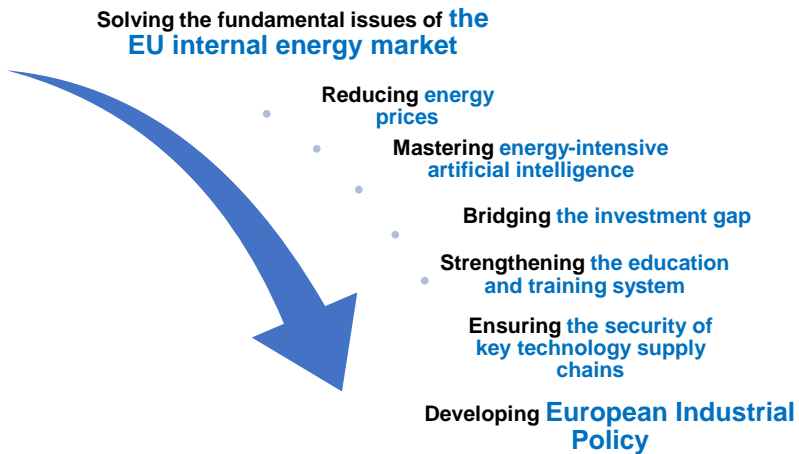 Solving the fundamental issues of the
EU internal energy market
Reducing energy
prices
Mastering energy-intensive
artificial intelligence
Bridging the investment gap
Strengthening the education
and training system
Ensuring the security of
key technology supply
chains
Developing European Industrial
Policy